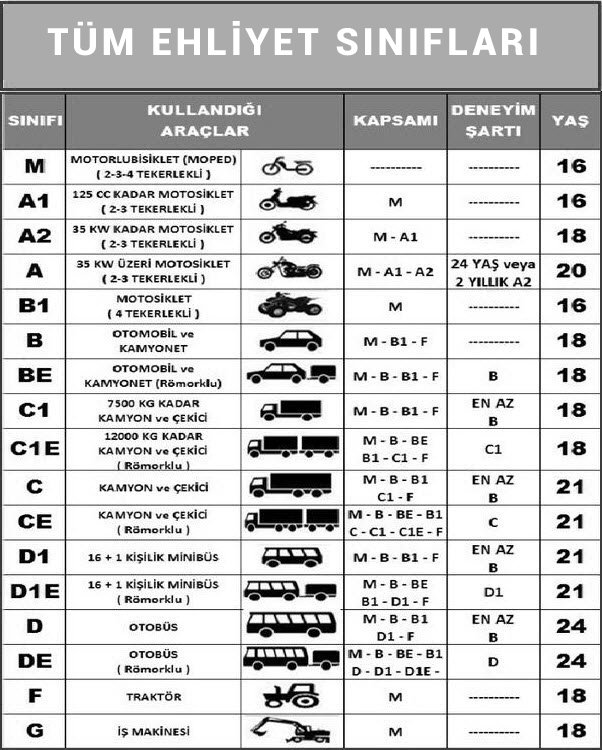 TÜM EHLİYET SINIFLARI
SINIFI KULLANDIĞI ARAÇLAR KAPSAMI DENEYİM ŞARTI YAŞ
M MOTORLUBİSİKLET (MOPED) ---------- ---------- 16
( 2-3-4 TEKERLEKLİ )
A1 125 CC KADAR MOTOSİKLET M ---------- 16
( 2-3 TEKERLEKLİ )
A2 35 KW KADAR MOTOSİKLET M - A1 ---------- 18
( 2-3 TEKERLEKLİ )
A 35 KW ÜZERİ MOTOSİKLET M - A1 - A2 24 YAŞ veya 20
( 2-3 TEKERLEKLİ ) 2 YILLIK A2
B1 MOTOSİKLET M ---------- 16
( 4 TEKERLEKLİ )
B OTOMOBİL ve M - B1 - F ---------- 18
KAMYONET
BE OTOMOBİL ve M - B - B1 - F B 18
KAMYONET (Römorklu)
C1 7500 KG KADAR M - B - B1 - F EN AZ 18
KAMYON ve ÇEKİCİ B
C1E 12000 KG KADAR M - B - BE C1 18
KAMYON ve ÇEKİCİ B1 - C1 - F
( Römorklu )
C KAMYON ve ÇEKİCİ M - B - B1 EN AZ 21
C1 - F B
CE KAMYON ve ÇEKİCİ M - B - BE - B1 C 21
( Römorklu ) C - C1 - C1E - F
D1 16 + 1 KİŞİLİK MİNİBÜS M - B - B1 - F EN AZ 21
B
D1E 16 + 1 KİŞİLİK MİNİBÜS M - B - BE D1 21
( Römorklu ) B1 - D1 - F
D OTOBÜS M - B - B1 EN AZ 24
D1 - F B
DE OTOBÜS M - B - BE - B1 D 24
( Römorklu ) D - D1 - D1E -
F TRAKTÖR M ---------- 18
G İŞ MAKİNESİ M ---------- 18